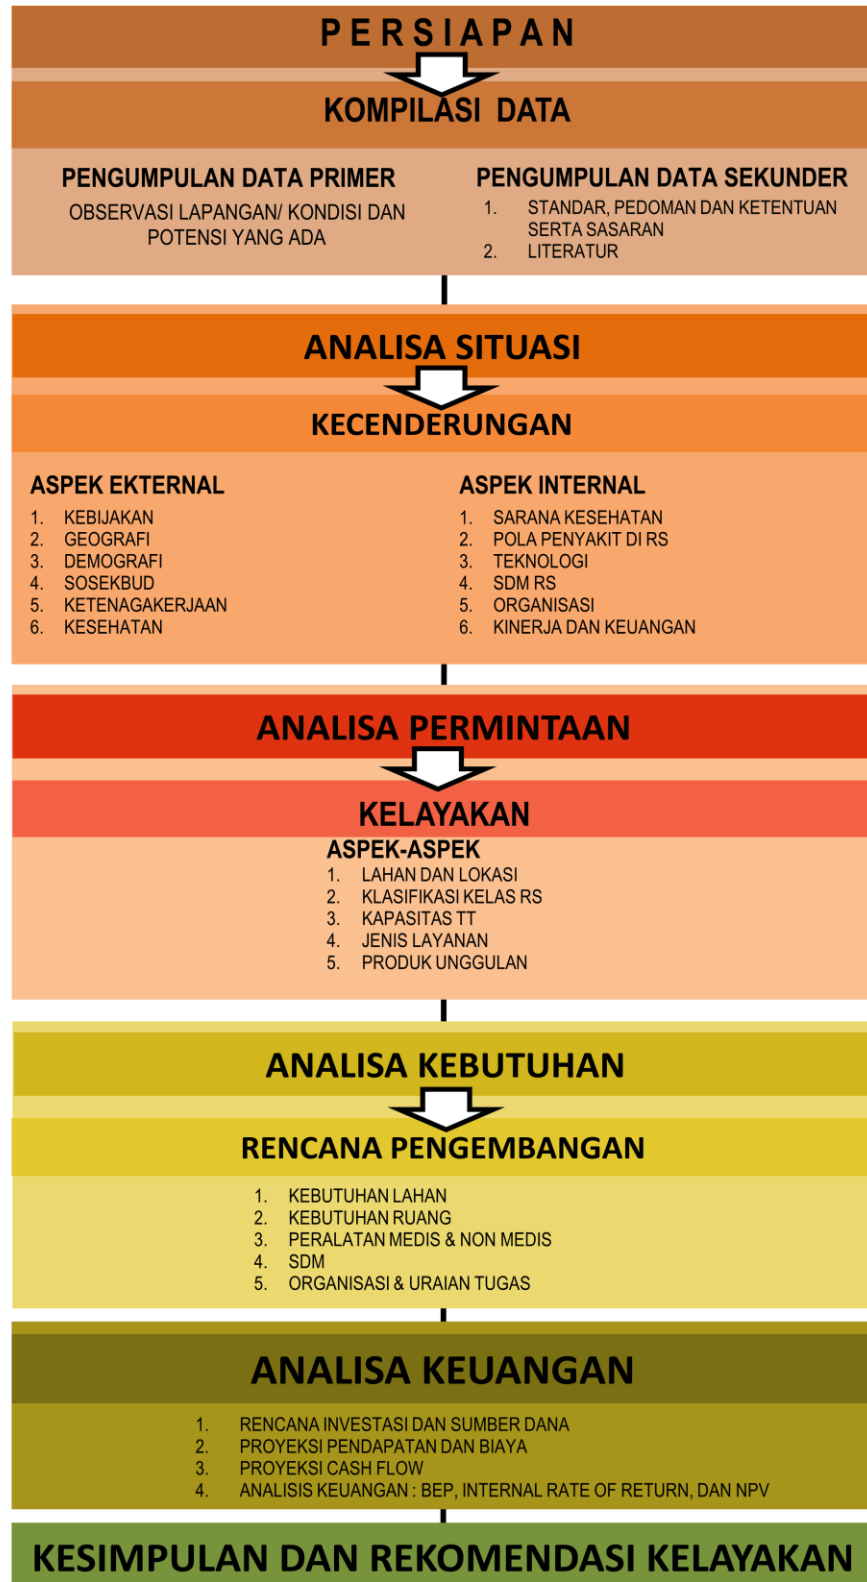 PERSIAPAN
KOMPILASI DATA
PENGUMPULAN DATA PRIMER
OBSERVASI LAPANGAN/ KONDISI DAN
POTENSI YANG ADA
PENGUMPULAN DATA SEKUNDER
1. STANDAR, PEDOMAN DAN KETENTUAN
SERTA SASARAN
2. LITERATUR
ANALISA SITUASI
KECENDERUNGAN
ASPEK EKTERNAL
1. KEBIJAKAN
2. GEOGRAFI
3. DEMOGRAFI
4. SOSEKBUD
5. KETENAGAKERJAAN
6. KESEHATAN
ASPEK INTERNAL
1. SARANA KESEHATAN
2. POLA PENYAKIT DI RS
3. TEKNOLOGI
4. SDM RS
5. ORGANISASI
6. KINERJA DAN KEUANGAN
ANALISA PERMINTAAN
KELAYAKAN
ASPEK-ASPEK
1. LAHAN DAN LOKASI
2. KLASIFIKASI KELAS RS
3. KAPASITAS TT
4. JENIS LAYANAN
5. PRODUK UNGGULAN
ANALISA KEBUTUHAN
RENCANA PENGEMBANGAN
1. KEBUTUHAN LAHAN
2. KEBUTUHAN RUANG
3. PERALATAN MEDIS & NON MEDIS
4. SDM
5. ORGANISASI & URAIAN TUGAS
ANALISA KEUANGAN
1. RENCANA INVESTASI DAN SUMBER DANA
2. PROYEKSI PENDAPATAN DAN BIAYA
3. PROYEKSI CASH FLOW
4. ANALISIS KEUANGAN : BEP, INTERNAL RATE OF RETURN, DAN NPV
KESIMPULAN DAN REKOMENDASI KELAYAKAN